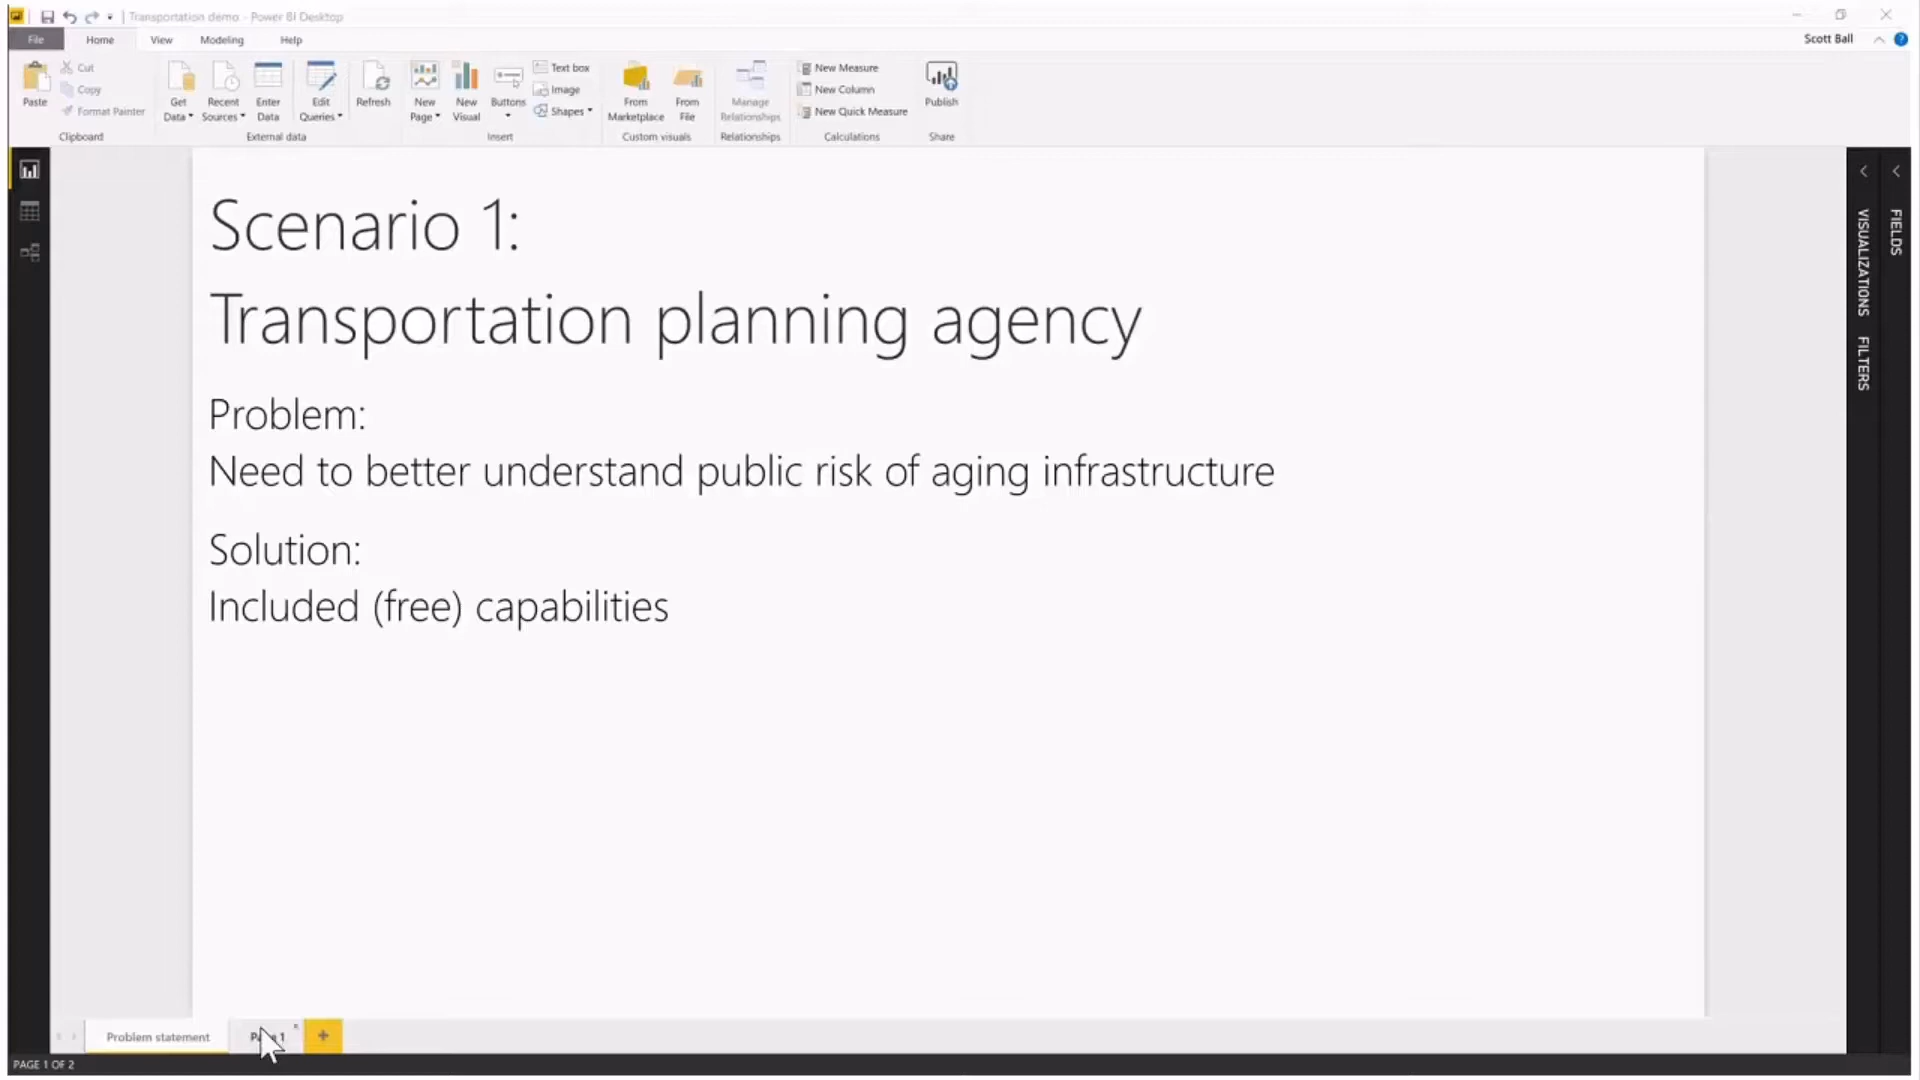 Transportation demo - Power BI Desktop
File Home View Modeling Help
Scott Ball
Paste
Cut
Copy
Format Painter
Clipboard
Get Data
Recent Sources
Enter Data
Edit Queries
Refresh
External data
New Page
New Visual
Buttons
Text box
Image
Shapes
Insert
From Marketplace
From File
Custom visuals
Manage Relationships
Relationships
New Measure
New Column
New Quick Measure
Calculations
Publish
Share
Scenario 1:
Transportation planning agency
Problem:
Need to better understand public risk of aging infrastructure
Solution:
Included (free) capabilities
VISUALIZATIONS
FILTERS
FIELDS
Problem statement
PAGE 1 OF 2